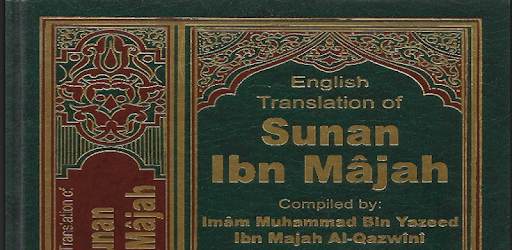 English
Translation of
Sunan
Ibn Mâjah
Compiled by:
Imâm Muhammad Bin Yazeed
Ibn Majah Al-Qazwinî
Translation of
Sunan
Mâjah